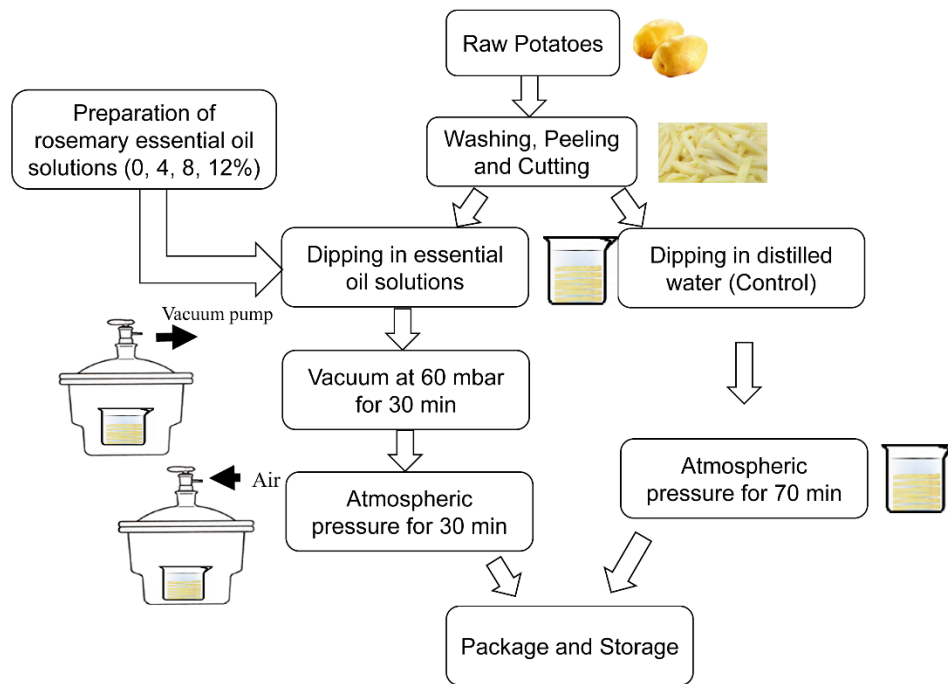 Raw Potatoes
Preparation of
rosemary essential oil
solutions (0, 4, 8, 12%)
Washing, Peeling
and Cutting
Dipping in essential
oil solutions
Dipping in distilled
water (Control)
Vacuum pump
Vacuum at 60 mbar
for 30 min
Air
Atmospheric
pressure for 30 min
Atmospheric
pressure for 70 min
Package and Storage